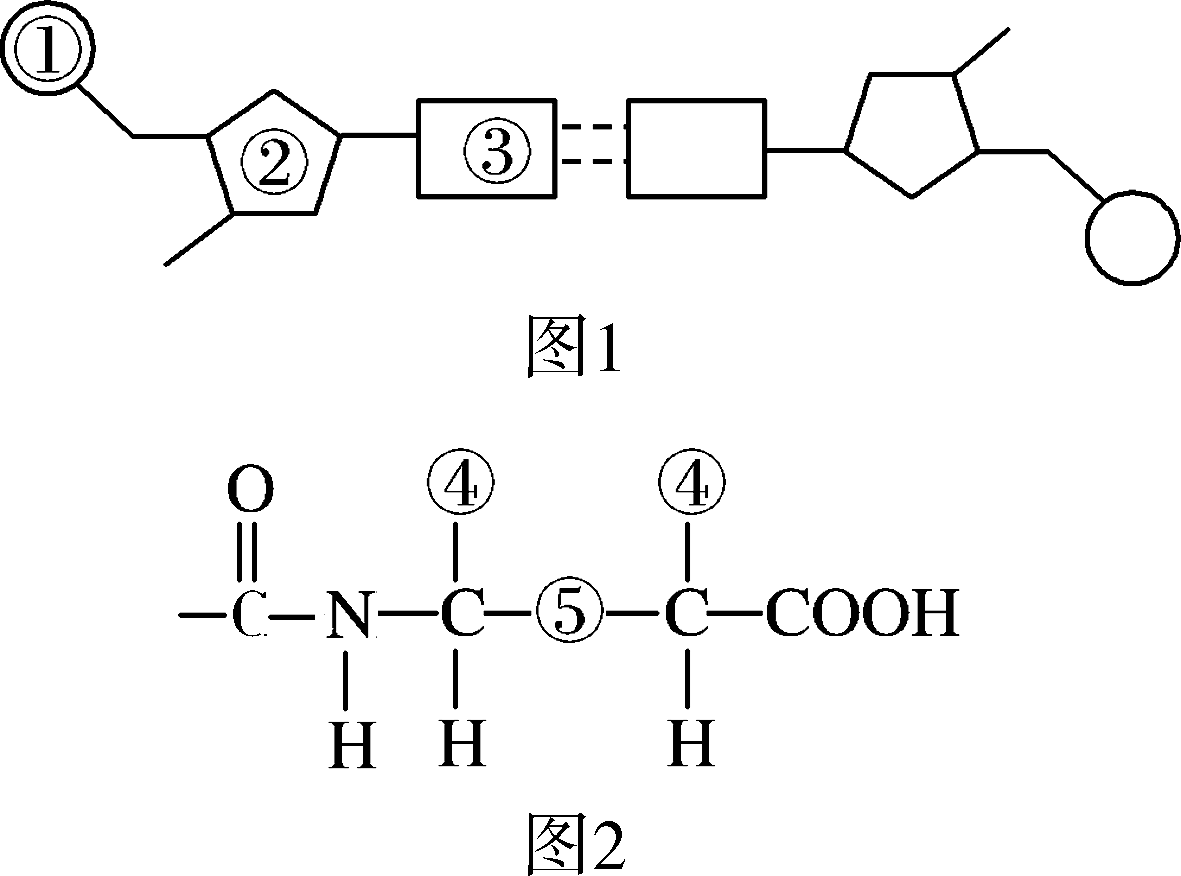 ①
② ③
图1
O ④ ④
C N C ⑤ C COOH
H H H
图2